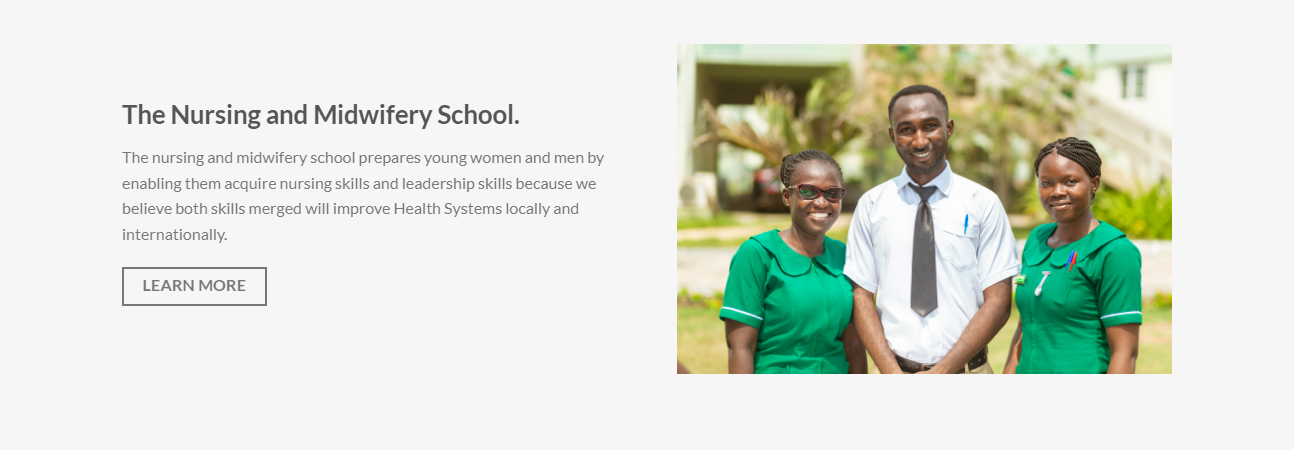 The Nursing and Midwifery School.
The nursing and midwifery school prepares young women and men by
enabling them acquire nursing skills and leadership skills because we
believe both skills merged will improve Health Systems locally and
internationally.
LEARN MORE